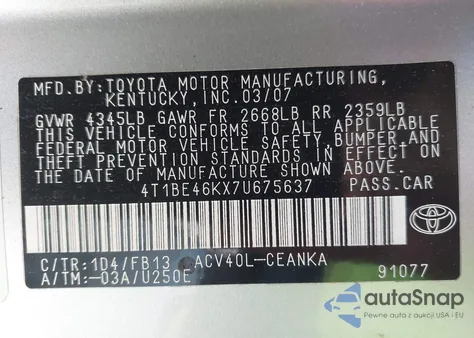 MFD.BY:TOYOTA MOTOR MANUFACTURING,
KENTUCKY,INC.03/07
GVWR 4345LB GAWR FR 2668LB RR 2359LB
THIS VEHICLE CONFORMS TO ALL APPLICABLE
FEDERAL MOTOR VEHICLE SAFETY,BUMPER,AND
THEFT PREVENTION STANDARDS IN EFFECT ON
THE DATE OF MANUFACTURE SHOWN ABOVE.
4T1BE46KX7U675637 PASS.CAR
TOYOTA
C/TR:1D4/FB13 ACV40L-CEANKA
A/TM:-03A/U250E 91077
autoSnap
Pewne auta z aukcji USA i EU